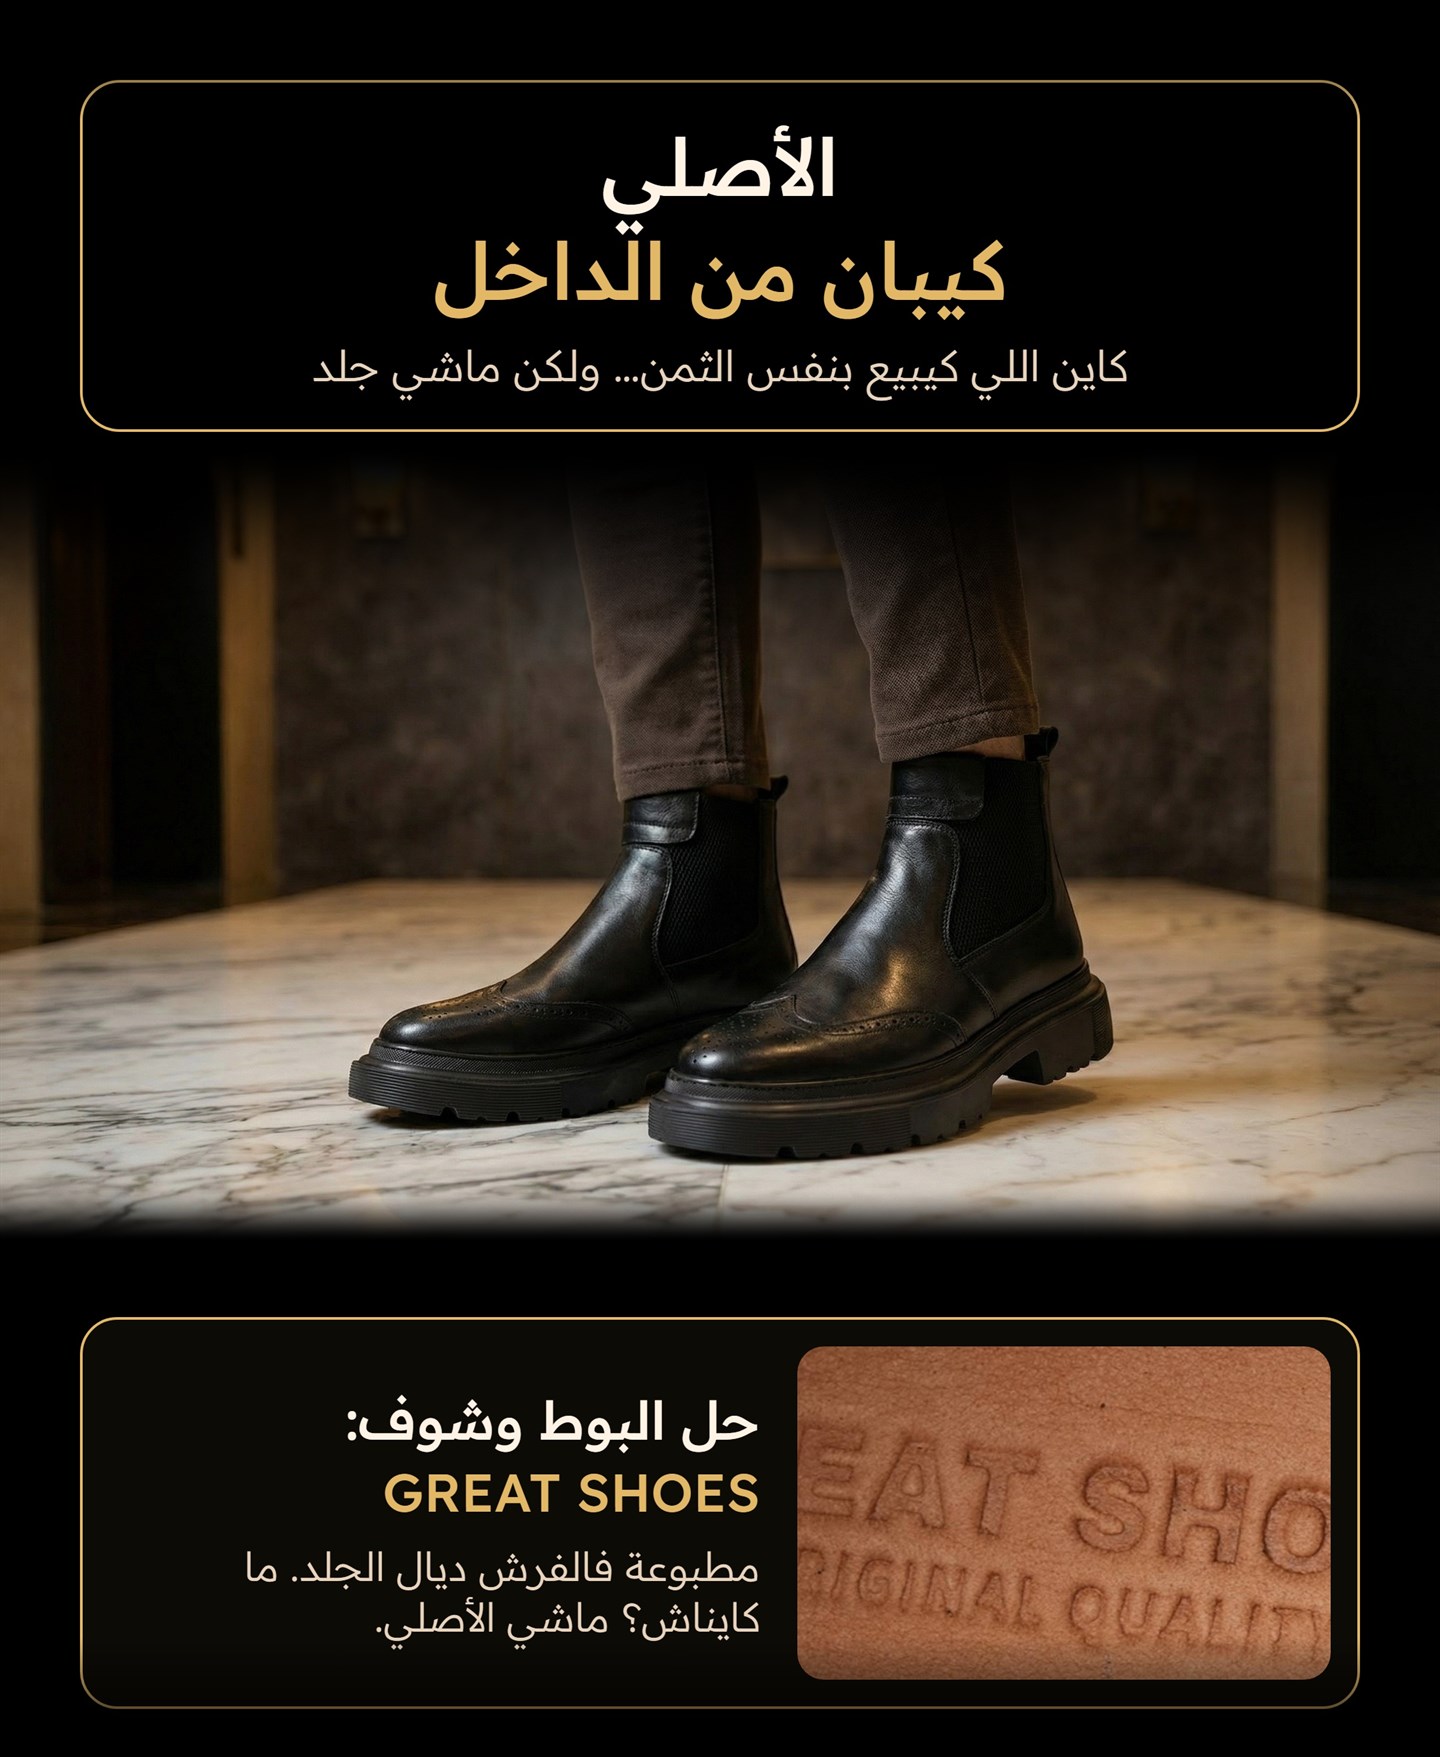 الأصلي
كيبان من الداخل
كاين اللي كيبيع بنفس الثمن... ولكن ماشي جلد
حل البوط وشوف:
GREAT SHOES
مطبوعة فالفرش ديال الجلد. ما
كايناش؟ ماشي الأصلي.
EAT SHO
RIGINAL QUALITY